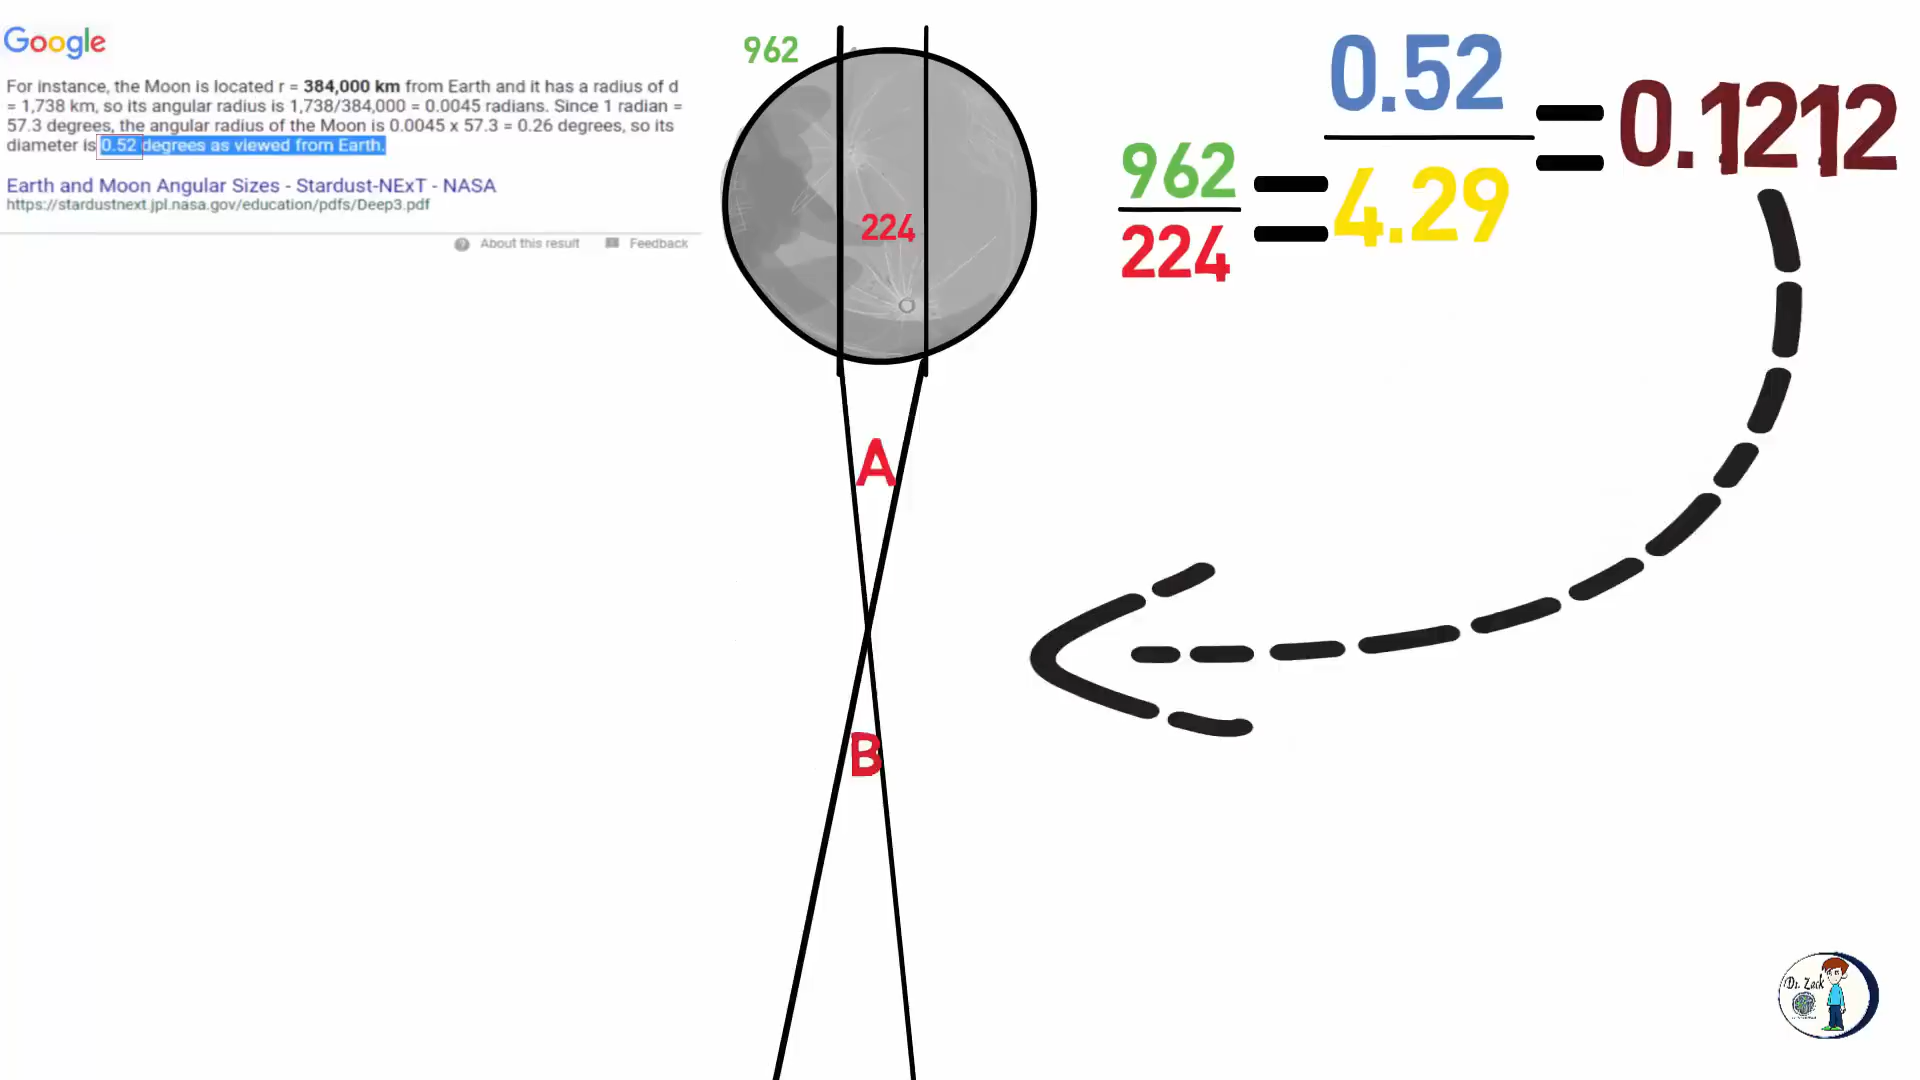 Google
For instance, the Moon is located r = 384,000 km from Earth and it has a radius of d
= 1,738 km, so its angular radius is 1,738/384,000 = 0.0045 radians. Since 1 radian =
57.3 degrees, the angular radius of the Moon is 0.0045 x 57.3 = 0.26 degrees, so its
diameter is 0.52 degrees as viewed from Earth.
Earth and Moon Angular Sizes - Stardust-NExT - NASA
https://stardustnext.jpl.nasa.gov/education/pdfs/Deep3.pdf
About this result Feedback
962
224
A
B
962
224
=
0.52
4.29
= 0.1212
Dr. Zack